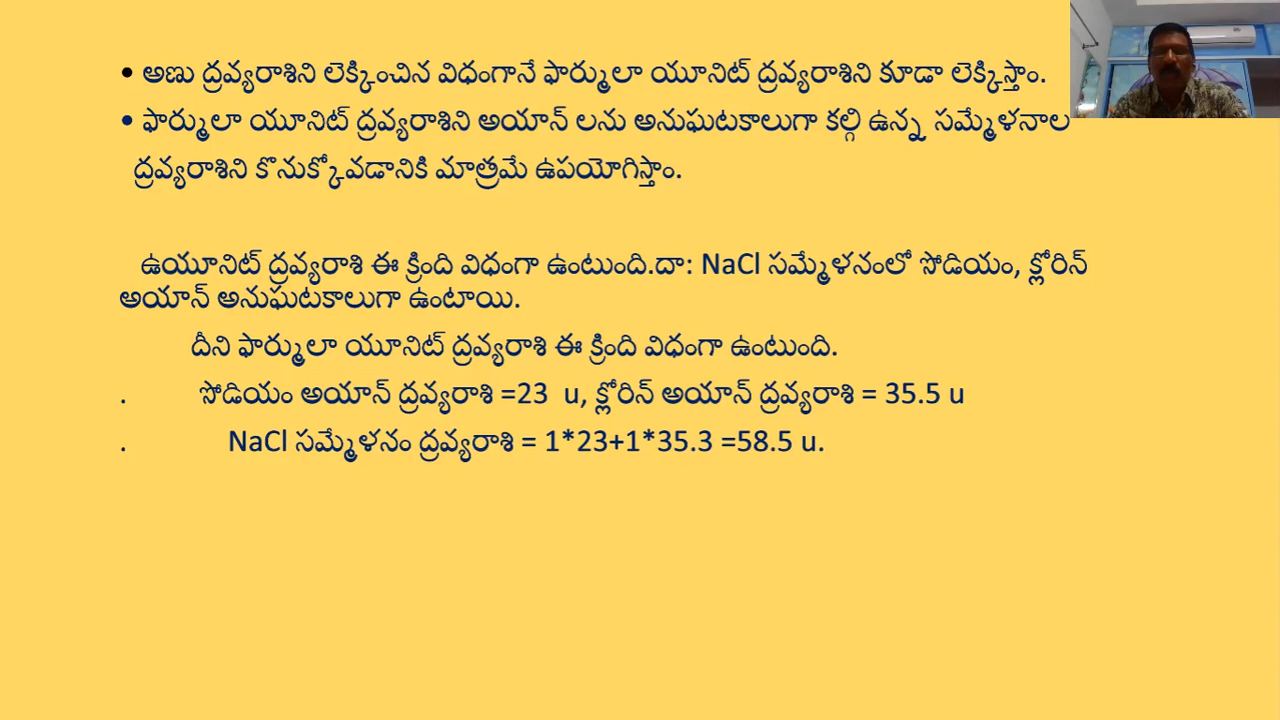 • అణు ద్రవ్యరాశిని లెక్కించిన విధంగానే ఫార్ములా యూనిట్ ద్రవ్యరాశిని కూడా లెక్కిస్తాం.
• ఫార్ములా యూనిట్ ద్రవ్యరాశిని అయాన్ లను అనుఘటకాలుగా కల్గి ఉన్న సమ్మేళనాల
ద్రవ్యరాశిని కొనుక్కోవడానికి మాత్రమే ఉపయోగిస్తాం.
ఉయూనిట్ ద్రవ్యరాశి ఈ క్రింది విధంగా ఉంటుంది.దా: NaCl సమ్మేళనంలో సోడియం, క్లోరిన్
అయాన్ అనుఘటకాలుగా ఉంటాయి.
దీని ఫార్ములా యూనిట్ ద్రవ్యరాశి ఈ క్రింది విధంగా ఉంటుంది.
. సోడియం అయాన్ ద్రవ్యరాశి =23 u, క్లోరిన్ అయాన్ ద్రవ్యరాశి = 35.5 u
. NaCl సమ్మేళనం ద్రవ్యరాశి = 1*23+1*35.3 =58.5 u.